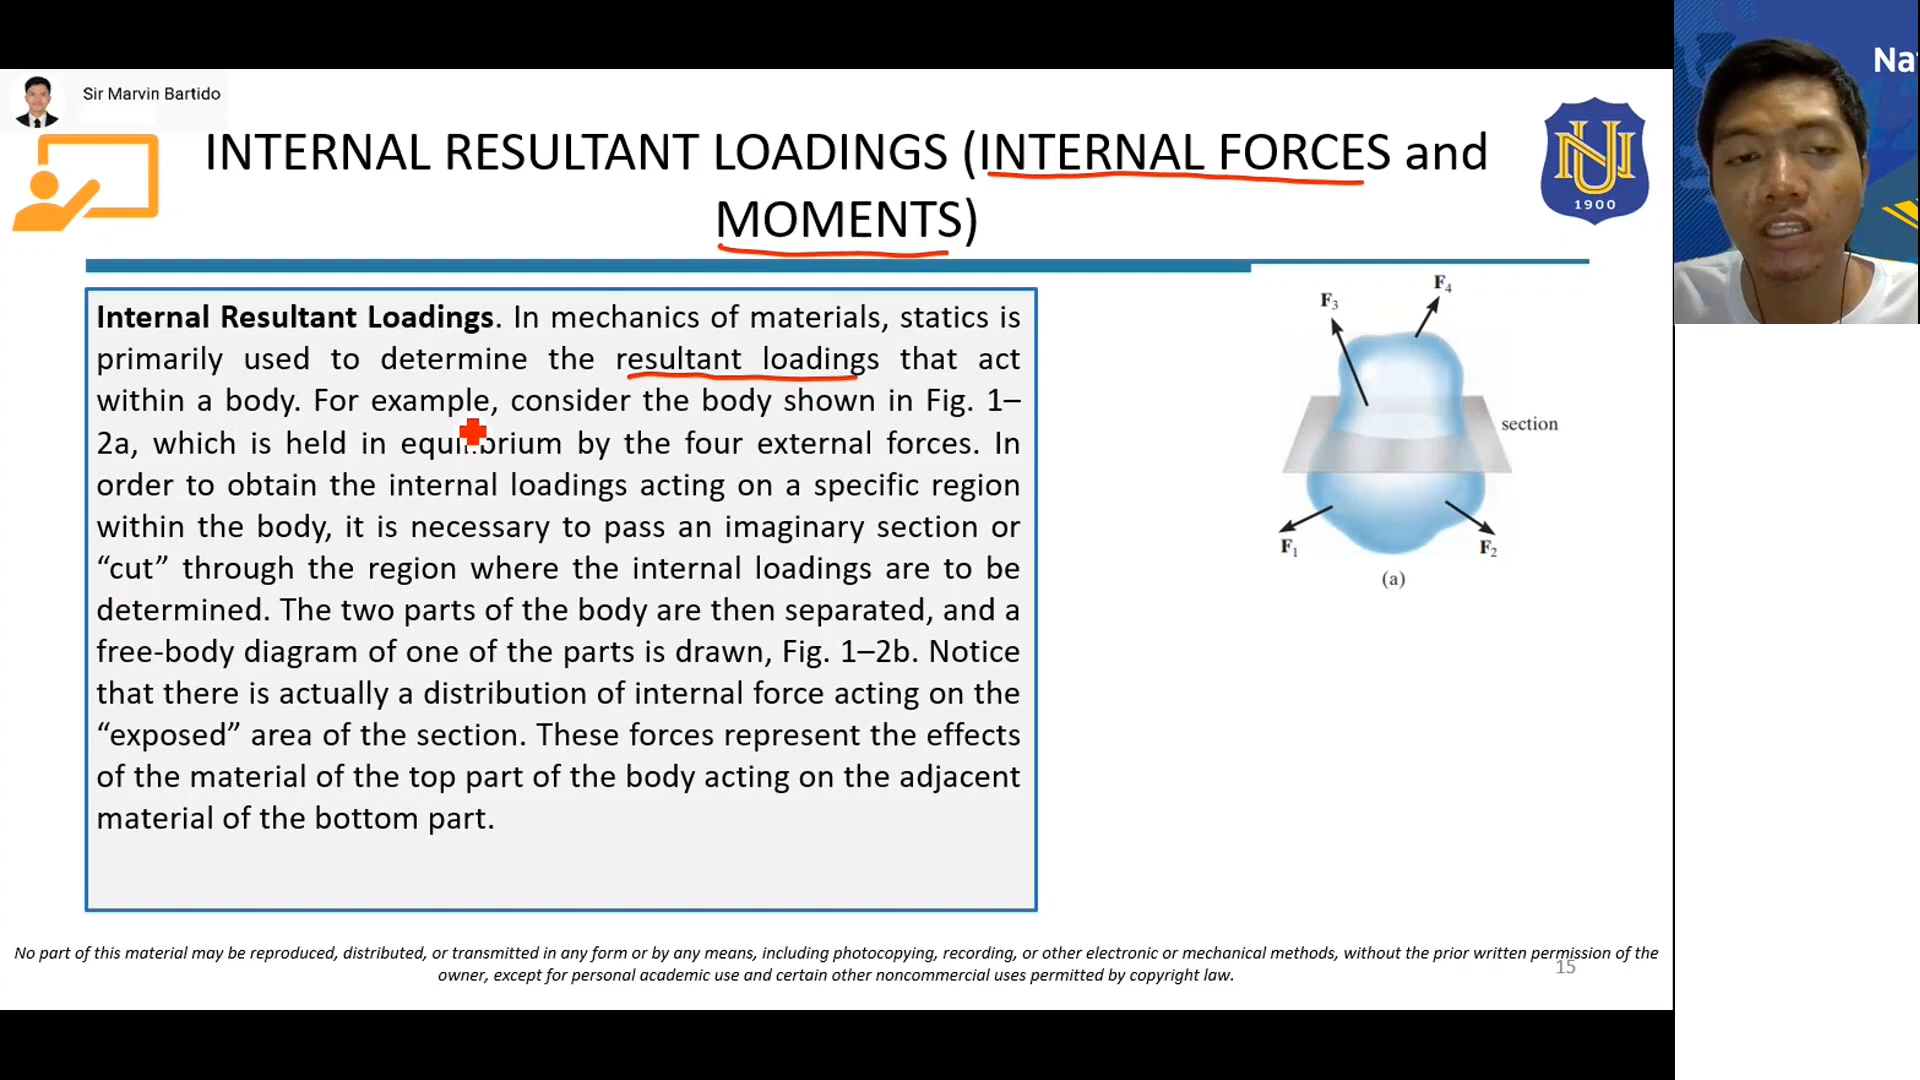 Sir Marvin Bartido
INTERNAL RESULTANT LOADINGS (INTERNAL FORCES and
MOMENTS)
NU
1900
Na
Internal Resultant Loadings. In mechanics of materials, statics is
primarily used to determine the resultant loadings that act
within a body. For example, consider the body shown in Fig. 1–
2a, which is held in equilibrium by the four external forces. In
order to obtain the internal loadings acting on a specific region
within the body, it is necessary to pass an imaginary section or
“cut” through the region where the internal loadings are to be
determined. The two parts of the body are then separated, and a
free-body diagram of one of the parts is drawn, Fig. 1–2b. Notice
that there is actually a distribution of internal force acting on the
“exposed” area of the section. These forces represent the effects
of the material of the top part of the body acting on the adjacent
material of the bottom part.
F3
F4
section
F1
F2
(a)
No part of this material may be reproduced, distributed, or transmitted in any form or by any means, including photocopying, recording, or other electronic or mechanical methods, without the prior written permission of the
owner, except for personal academic use and certain other noncommercial uses permitted by copyright law.
15